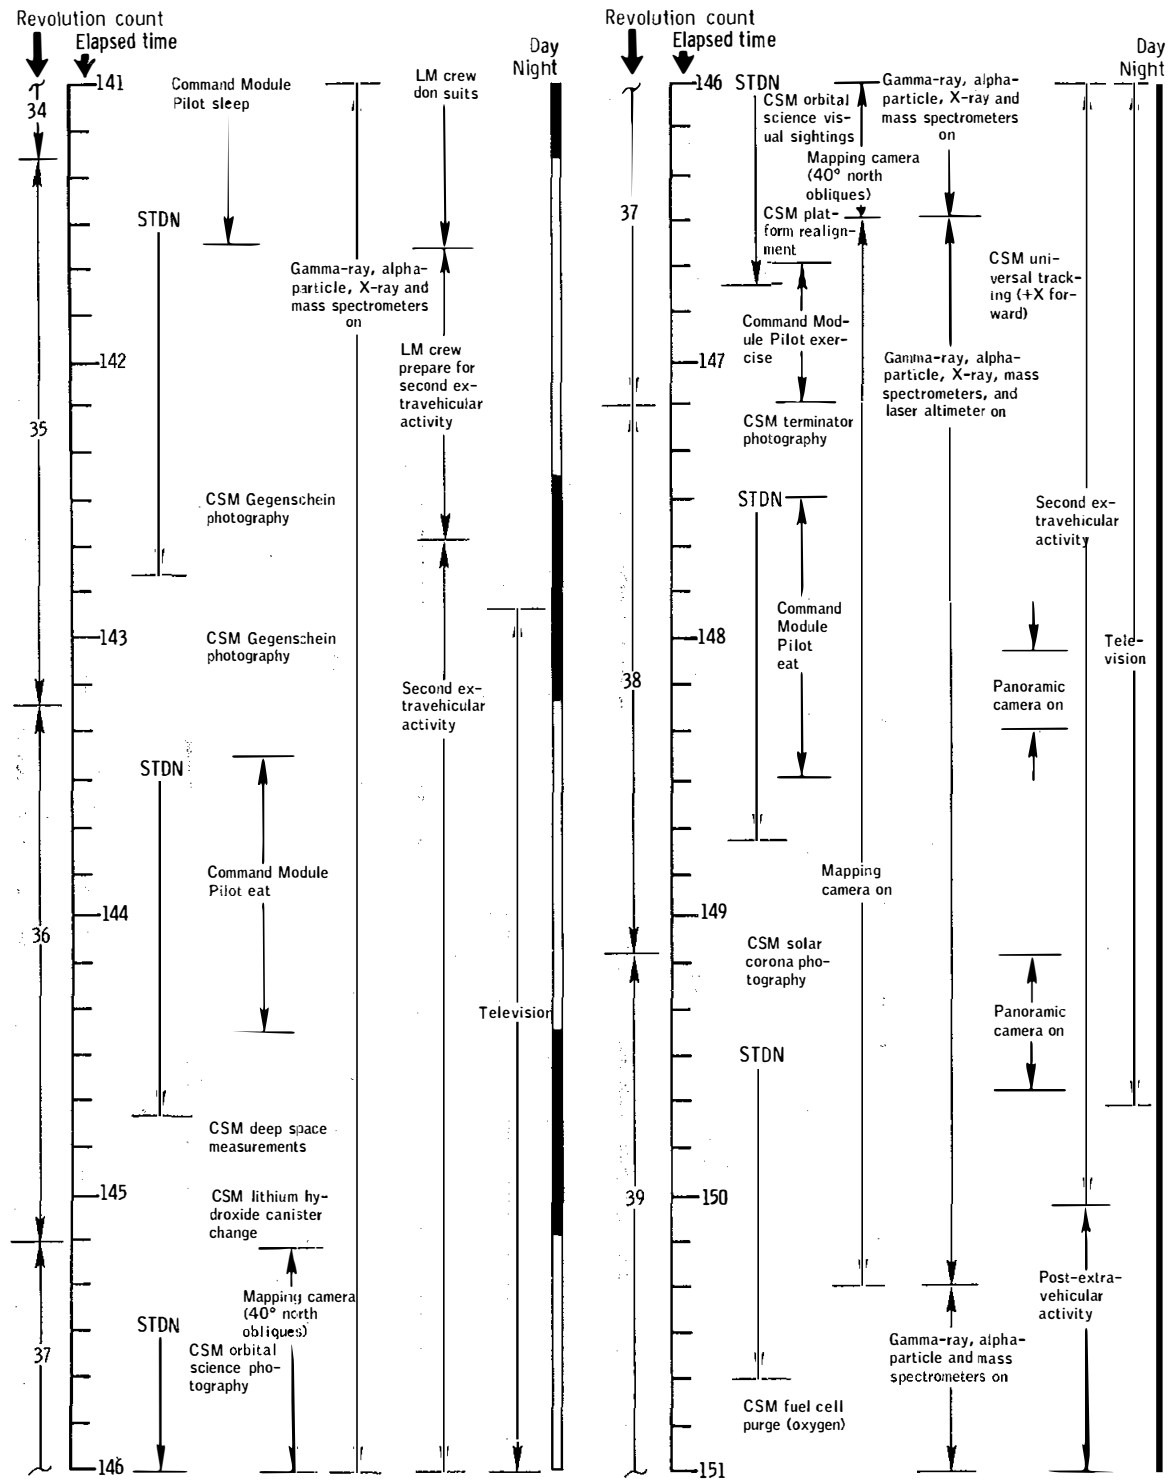 Revolution count
Elapsed time
Day
Night
141
34
Command Module
Pilot sleep
LM crew
don suits
STDN
Gamma-ray, alpha-
particle, X-ray and
mass spectrometers
on
142
LM crew
prepare for
second ex-
travehicular
activity
35
CSM Gegenschein
photography
143
CSM Gegenschein
photography
Second ex-
travehicular
activity
STDN
Command Module
Pilot eat
144
36
Television
CSM deep space
measurements
145
CSM lithium hy-
droxide canister
change
Mapping camera
(40° north
obliques)
STDN
37
CSM orbital
science pho-
tography
146
Revolution count
Elapsed time
Day
Night
146
STDN
CSM orbital
science vis-
ual sightings
Gamma-ray, alpha-
particle, X-ray and
mass spectrometers
on
Mapping camera
(40° north
obliques)
37
CSM plat-
form realign-
ment
CSM uni-
versal track-
ing (+X for-
ward)
Command Mod-
ule Pilot exer-
cise
147
Gamma-ray, alpha-
particle, X-ray, mass
spectrometers, and
laser altimeter on
CSM terminator
photography
STDN
Second ex-
travehicular
activity
Command
Module
Pilot
eat
148
Tele-
vision
38
Panoramic
camera on
Mapping
camera on
149
CSM solar
corona pho-
tography
Panoramic
camera on
STDN
39
150
Post-extra-
vehicular
activity
Gamma-ray, alpha-
particle and mass
spectrometers on
CSM fuel cell
purge (oxygen)
151